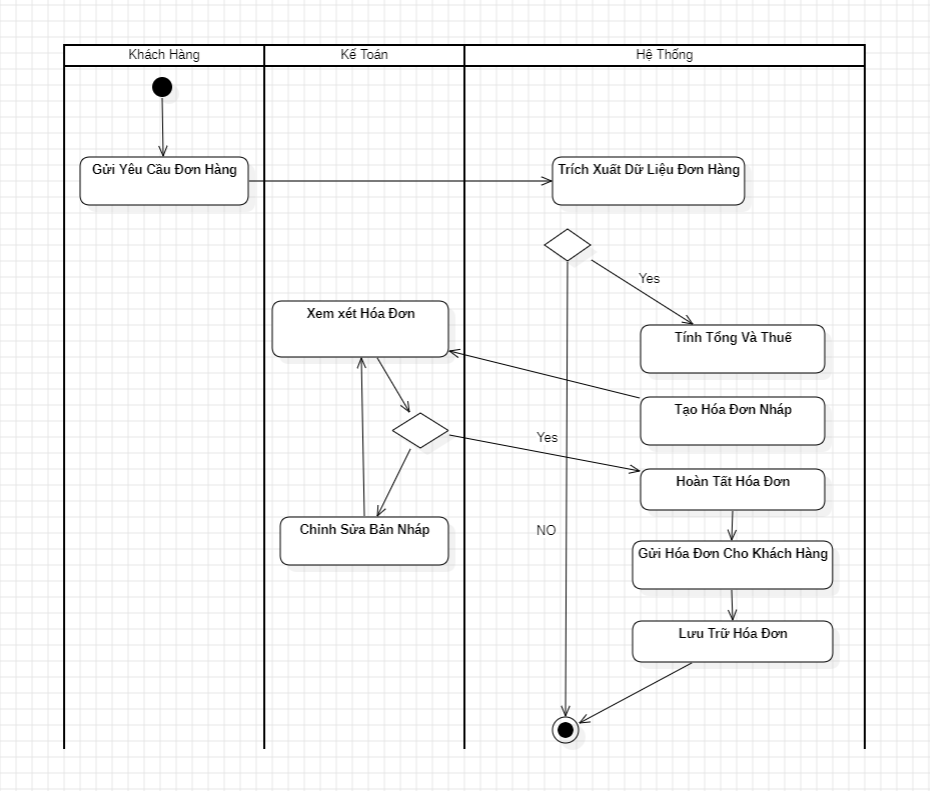 Khách Hàng
Kế Toán
Hệ Thống
Gửi Yêu Cầu Đơn Hàng
Trích Xuất Dữ Liệu Đơn Hàng
Yes
Xem xét Hóa Đơn
Tính Tổng Và Thuế
Tạo Hóa Đơn Nháp
Yes
Hoàn Tất Hóa Đơn
Chỉnh Sửa Bản Nháp
NO
Gửi Hóa Đơn Cho Khách Hàng
Lưu Trữ Hóa Đơn